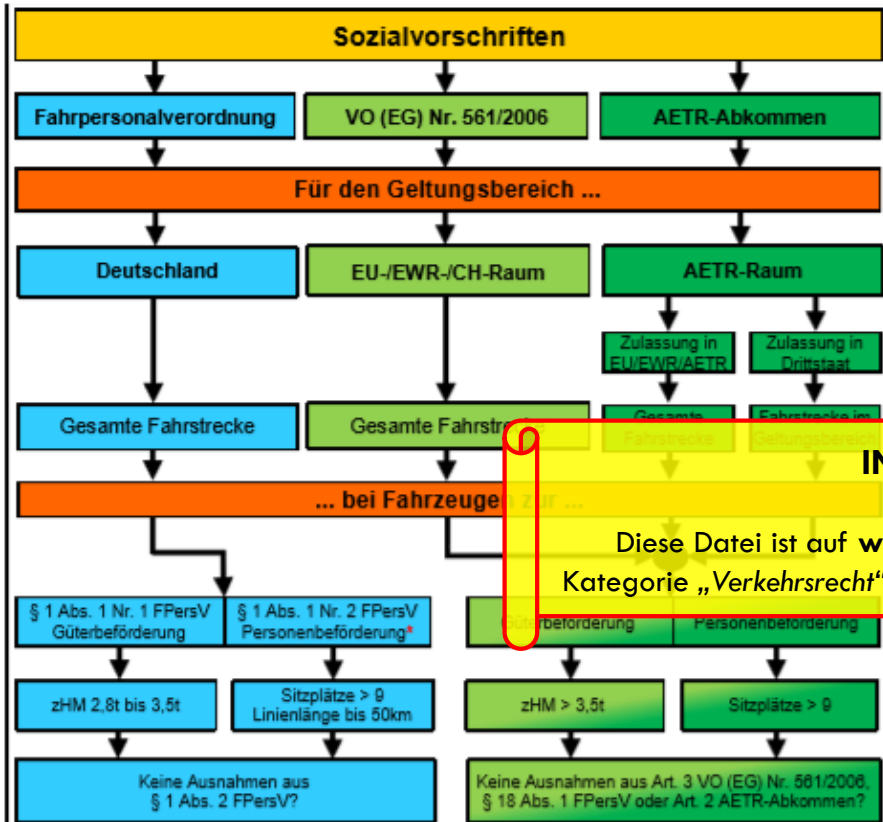 Sozialvorschriften
Fahrpersonalverordnung
VO (EG) Nr. 561/2006
AETR-Abkommen
Für den Geltungsbereich ...
Deutschland
EU-/EWR-/CH-Raum
AETR-Raum
Zulassung in
EU/EWR/AETR
Zulassung in
Drittstaat
Gesamte Fahrstrecke
Gesamte Fahrstrecke
Gesamte
Fahrstrecke
Fahrstrecke im
Geltungsbereich
... bei Fahrzeugen zur ...
IN
Diese Datei ist auf w
Kategorie „Verkehrsrecht“
§ 1 Abs. 1 Nr. 1 FPersV
Güterbeförderung
§ 1 Abs. 1 Nr. 2 FPersV
Personenbeförderung*
Güterbeförderung
Personenbeförderung
zHM 2,8t bis 3,5t
Sitzplätze > 9
Linienlänge bis 50km
zHM > 3,5t
Sitzplätze > 9
Keine Ausnahmen aus
§ 1 Abs. 2 FPersV?
Keine Ausnahmen aus Art. 3 VO (EG) Nr. 561/2006,
§ 18 Abs. 1 FPersV oder Art. 2 AETR-Abkommen?